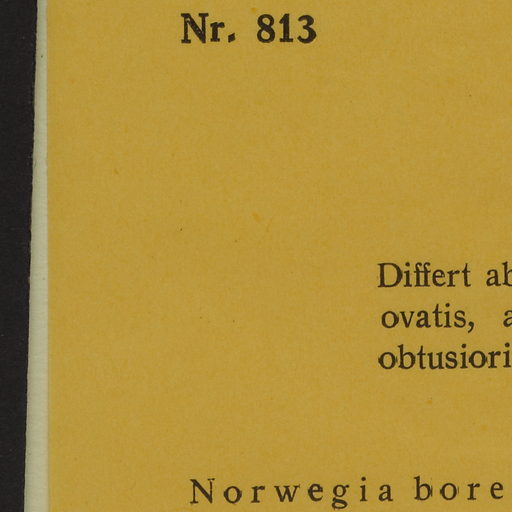 Nr. 813
Differt ab
ovatis, a
obtusiori
Norwegia bore